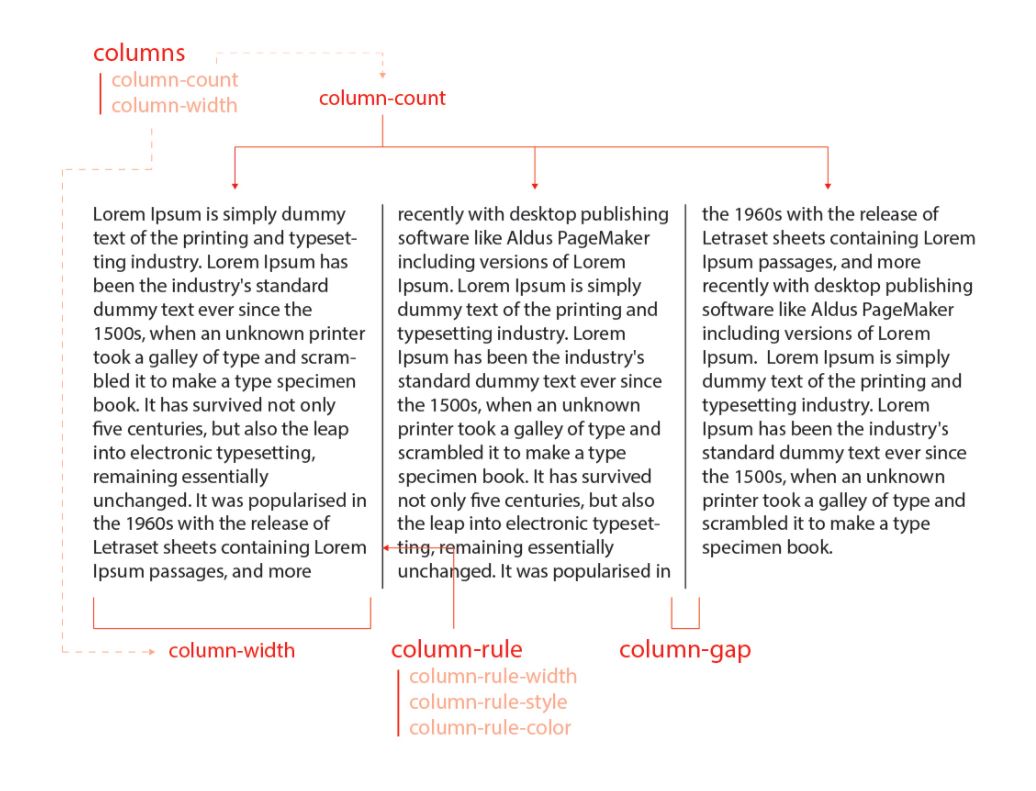 columns
column-count
column-width
column-count
Lorem Ipsum is simply dummy
text of the printing and typeset-
ting industry. Lorem Ipsum has
been the industry's standard
dummy text ever since the
1500s, when an unknown printer
took a galley of type and scram-
bled it to make a type specimen
book. It has survived not only
five centuries, but also the leap
into electronic typesetting,
remaining essentially
unchanged. It was popularised in
the 1960s with the release of
Letraset sheets containing Lorem
Ipsum passages, and more
recently with desktop publishing
software like Aldus PageMaker
including versions of Lorem
Ipsum. Lorem Ipsum is simply
dummy text of the printing and
typesetting industry. Lorem
Ipsum has been the industry's
standard dummy text ever since
the 1500s, when an unknown
printer took a galley of type and
scrambled it to make a type
specimen book. It has survived
not only five centuries, but also
the leap into electronic typeset-
ting, remaining essentially
unchanged. It was popularised in
the 1960s with the release of
Letraset sheets containing Lorem
Ipsum passages, and more
recently with desktop publishing
software like Aldus PageMaker
including versions of Lorem
Ipsum.  Lorem Ipsum is simply
dummy text of the printing and
typesetting industry. Lorem
Ipsum has been the industry's
standard dummy text ever since
the 1500s, when an unknown
printer took a galley of type and
scrambled it to make a type
specimen book.
column-width
column-rule
column-rule-width
column-rule-style
column-rule-color
column-gap